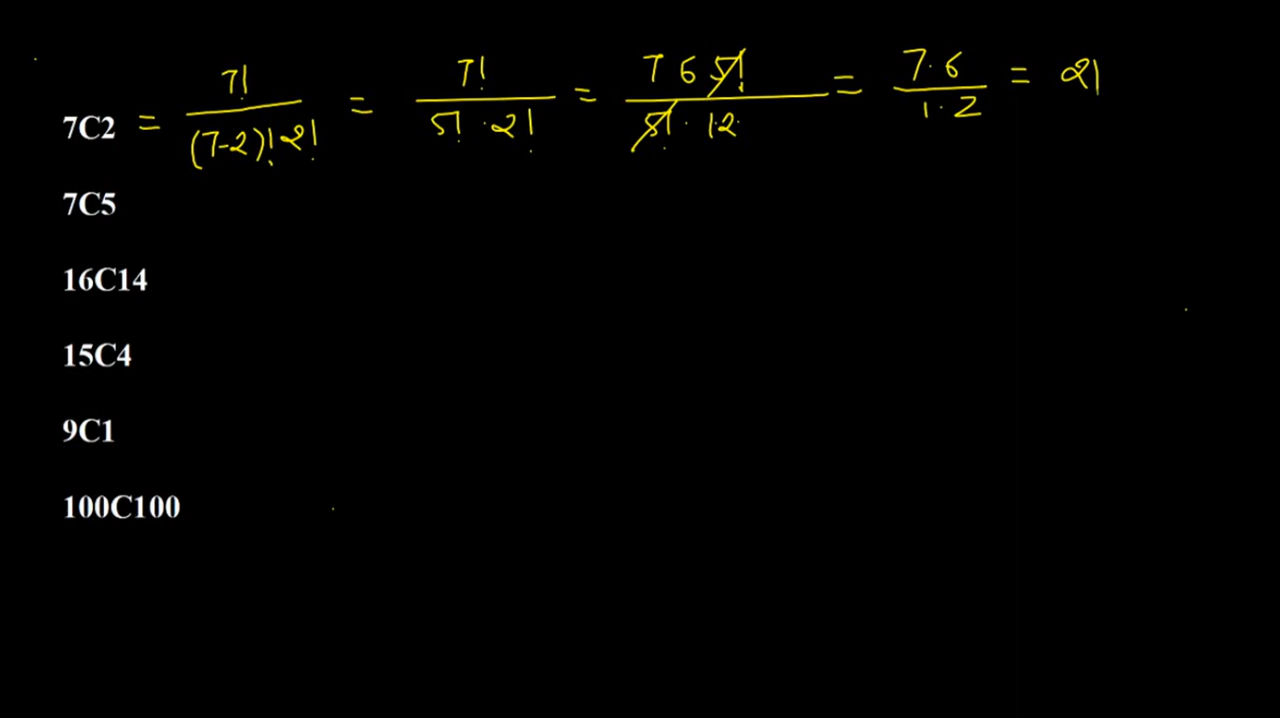 7C2 = 7!/(7-2)!2! = 7!/5!·2! = 7 6 5!/5!·1·2 = 7·6/1·2 = 21
7C5
16C14
15C4
9C1
100C100